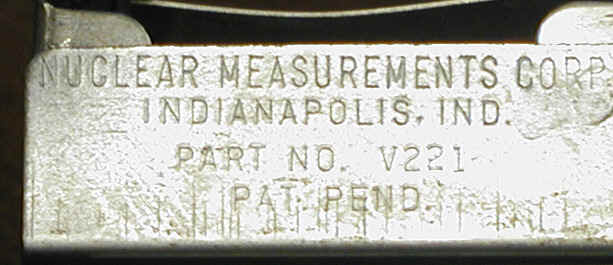 NUCLEAR MEASUREMENTS CORP
INDIANAPOLIS, IND.
PART NO. V221
PAT. PEND.